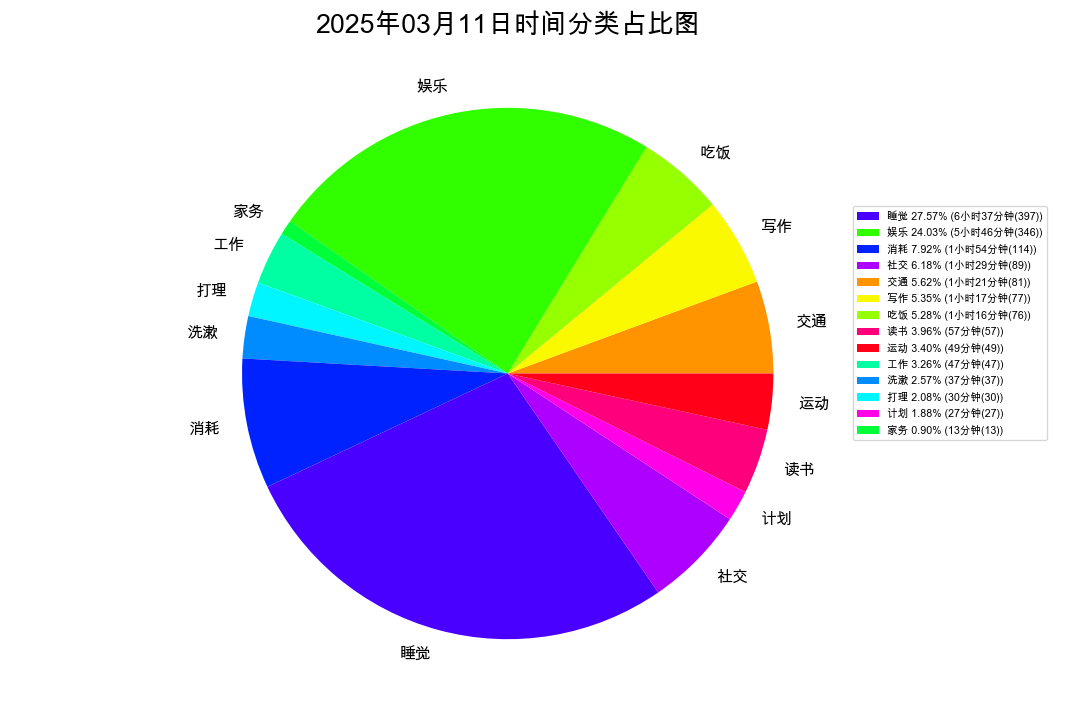 2025年03月11日时间分类占比图
娱乐
吃饭
家务
写作
工作
打理
交通
洗漱
消耗
运动
读书
计划
社交
睡觉
睡觉 27.57% (6小时37分钟(397))
娱乐 24.03% (5小时46分钟(346))
消耗 7.92% (1小时54分钟(114))
社交 6.18% (1小时29分钟(89))
交通 5.62% (1小时21分钟(81))
写作 5.35% (1小时17分钟(77))
吃饭 5.28% (1小时16分钟(76))
读书 3.96% (57分钟(57))
运动 3.40% (49分钟(49))
工作 3.26% (47分钟(47))
洗漱 2.57% (37分钟(37))
打理 2.08% (30分钟(30))
计划 1.88% (27分钟(27))
家务 0.90% (13分钟(13))